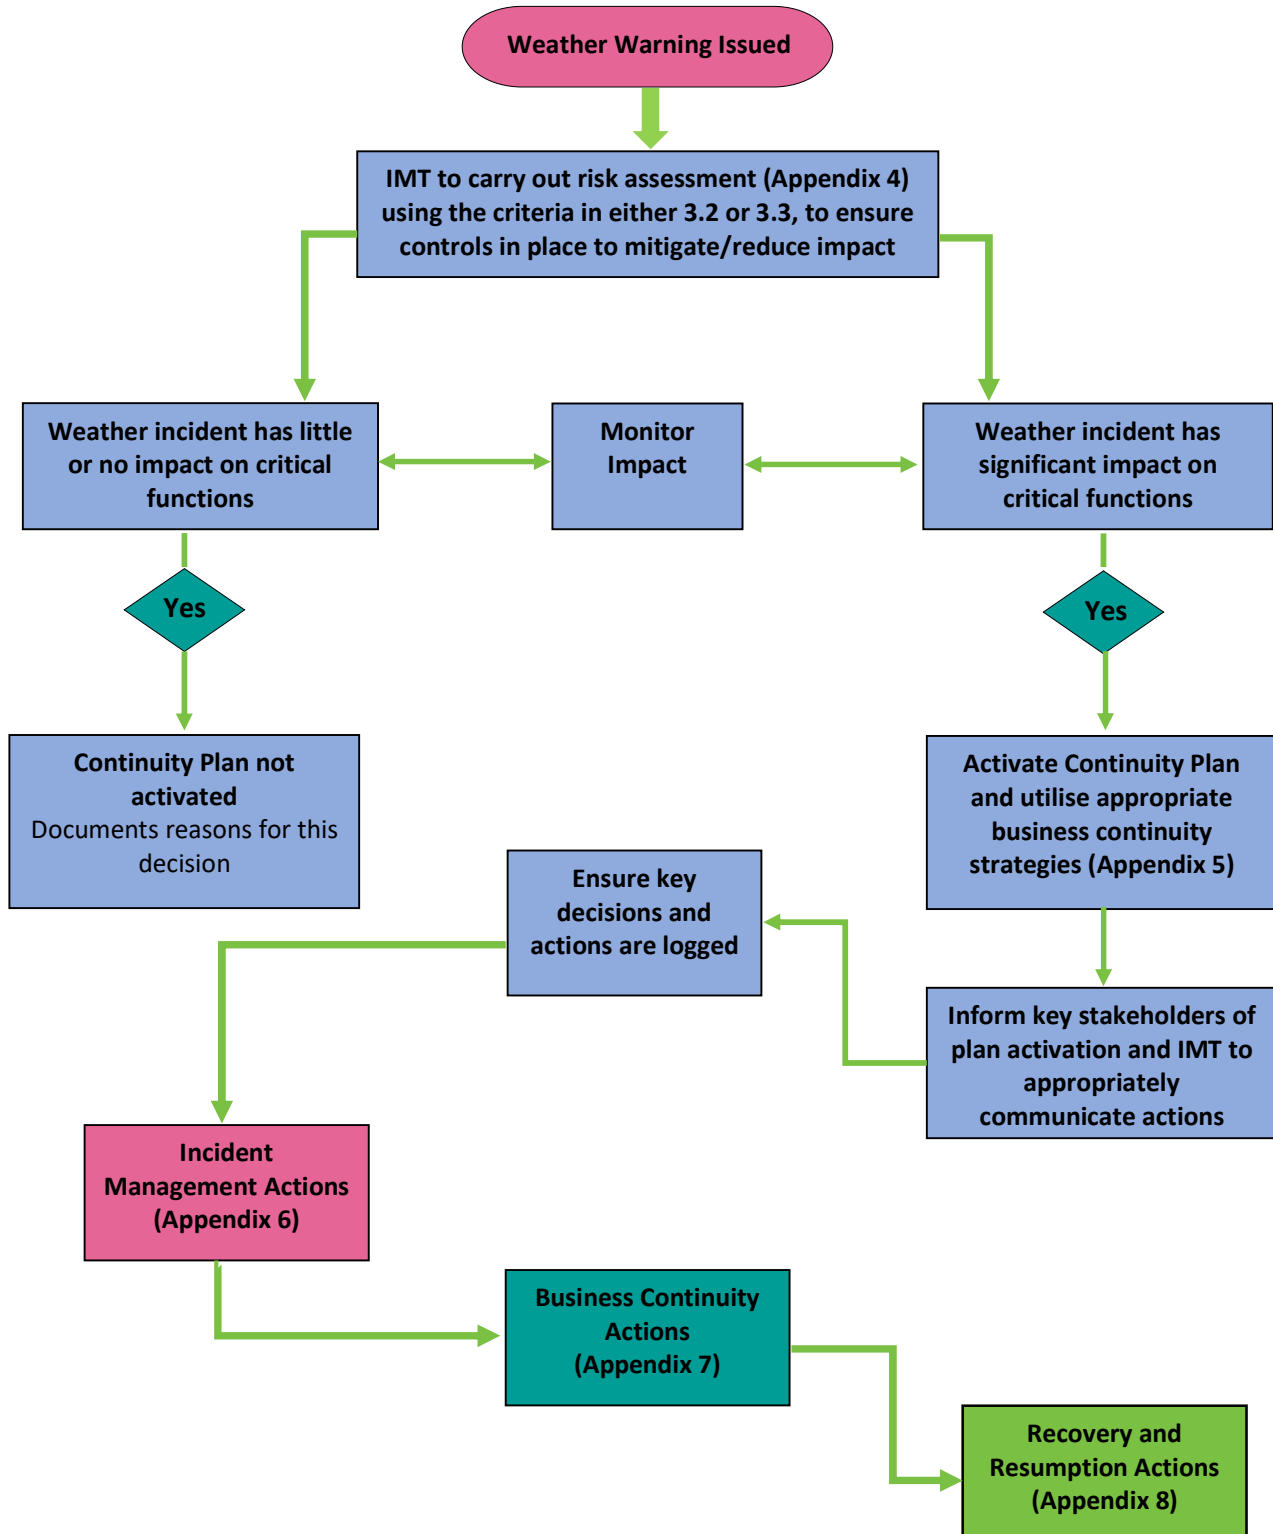 Weather Warning Issued
IMT to carry out risk assessment (Appendix 4)
using the criteria in either 3.2 or 3.3, to ensure
controls in place to mitigate/reduce impact
Weather incident has little
or no impact on critical
functions
Monitor
Impact
Weather incident has
significant impact on
critical functions
Yes
Yes
Continuity Plan not
activated
Documents reasons for this
decision
Activate Continuity Plan
and utilise appropriate
business continuity
strategies (Appendix 5)
Ensure key
decisions and
actions are logged
Inform key stakeholders of
plan activation and IMT to
appropriately
communicate actions
Incident
Management Actions
(Appendix 6)
Business Continuity
Actions
(Appendix 7)
Recovery and
Resumption Actions
(Appendix 8)